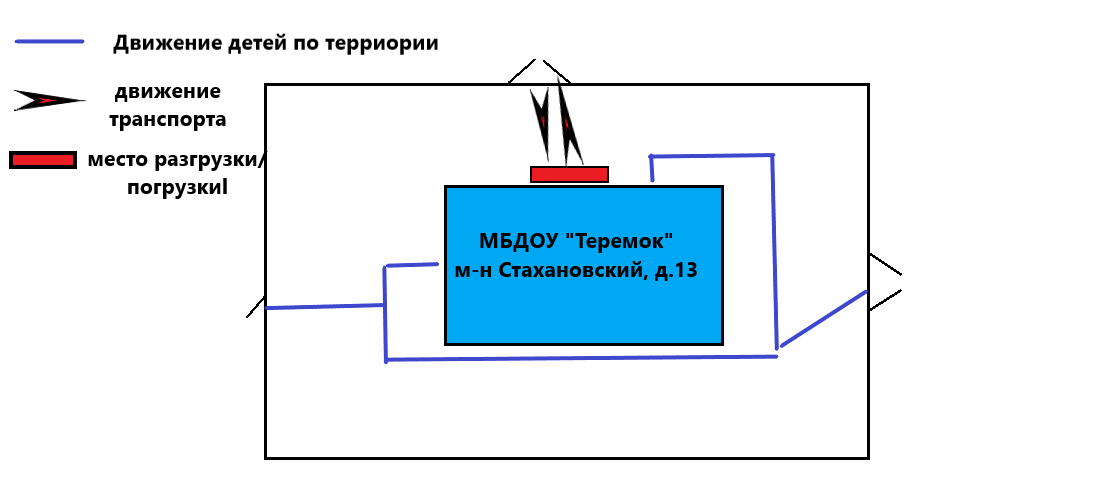 Движение детей по терриории
движение
транспорта
место разгрузки/
погрузкиl
МБДОУ "Теремок"
м-н Стахановский, д.13